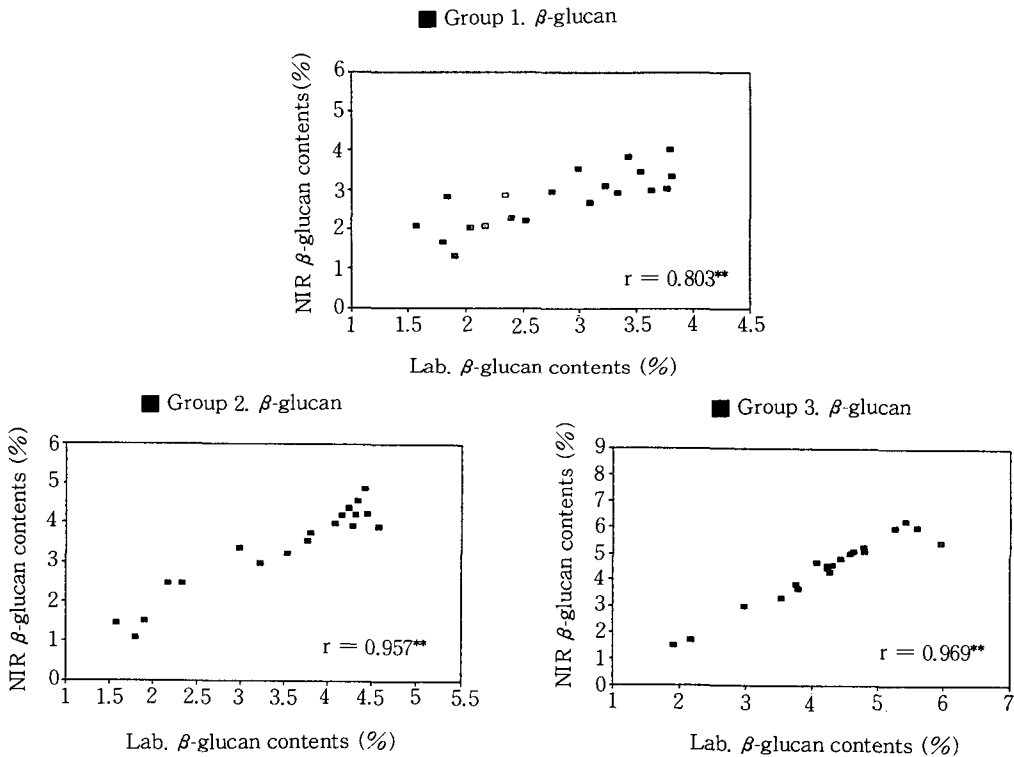 Group 1. β-glucan
NIR β-glucan contents(%)
6
5
4
3
2
1
0
1 1.5 2 2.5 3 3.5 4 4.5
r = 0.803**
Lab. β-glucan contents (%)
Group 2. β-glucan
NIR β-glucan contents (%)
6
5
4
3
2
1
0
1 1.5 2 2.5 3 3.5 4 4.5 5 5.5
r = 0.957**
Lab. β-glucan contents (%)
Group 3. β-glucan
NIR β-glucan contents (%)
9
8
7
6
5
4
3
2
1
0
1 2 3 4 5 6 7
r = 0.969**
Lab. β-glucan contents (%)